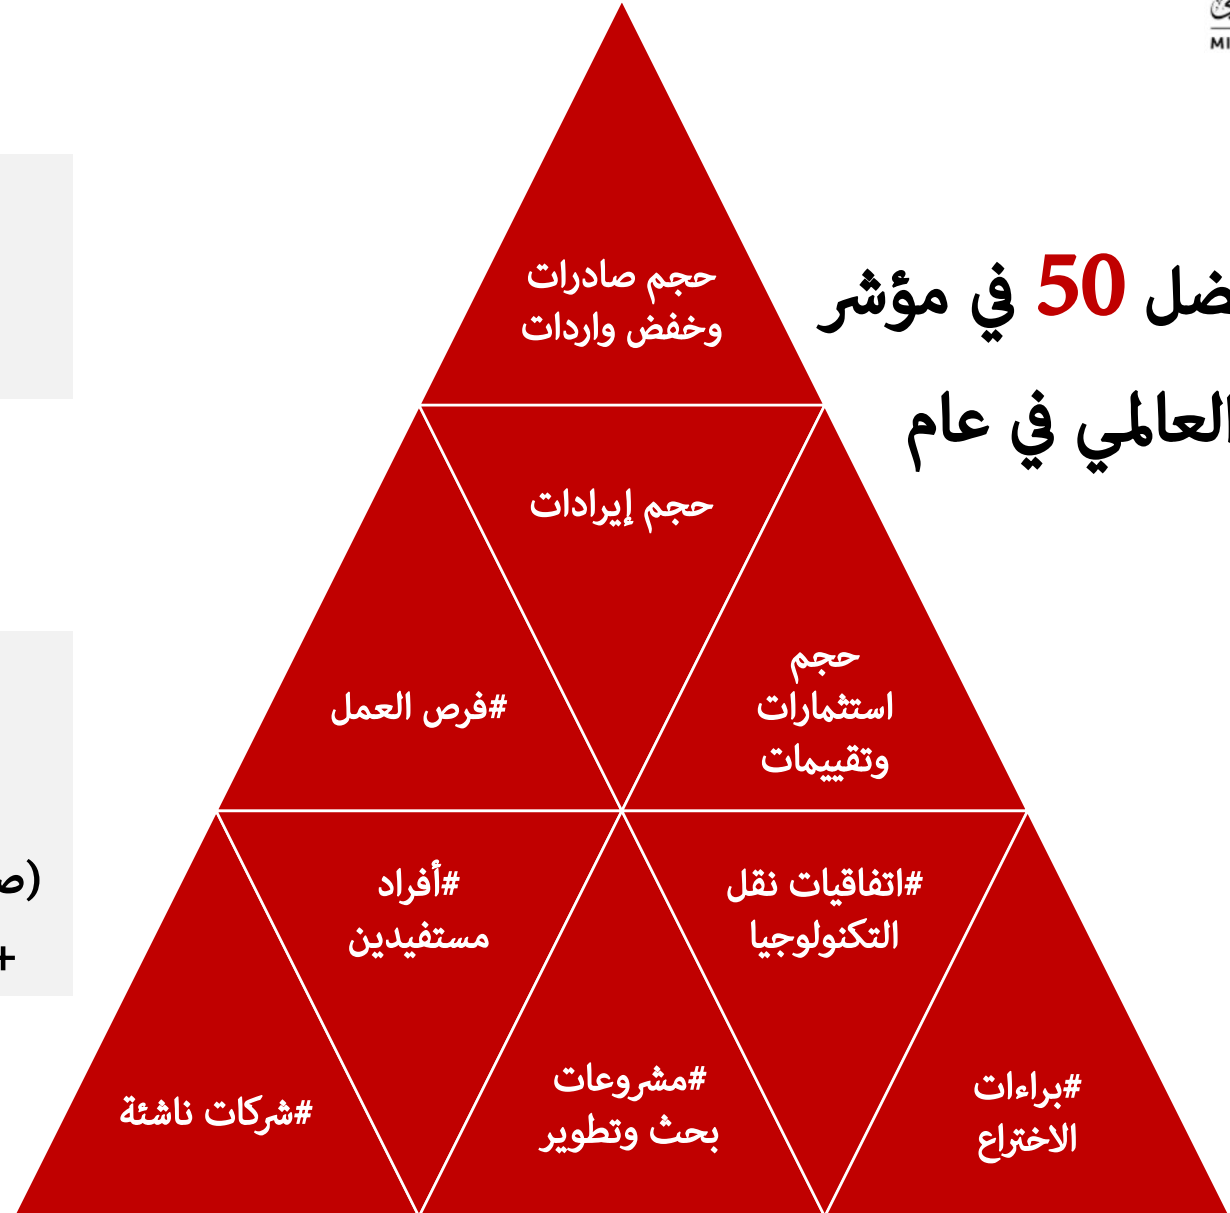 50 في مؤشر
العالمي في عام
حجم صادرات
وخفض واردات
حجم إيرادات
#فرص العمل
حجم
استثمارات
وتقييمات
#أفراد
مستفيدين
#اتفاقيات نقل
التكنولوجيا
#شركات ناشئة
#مشروعات
بحث وتطوير
#براءات
الاختراع
+